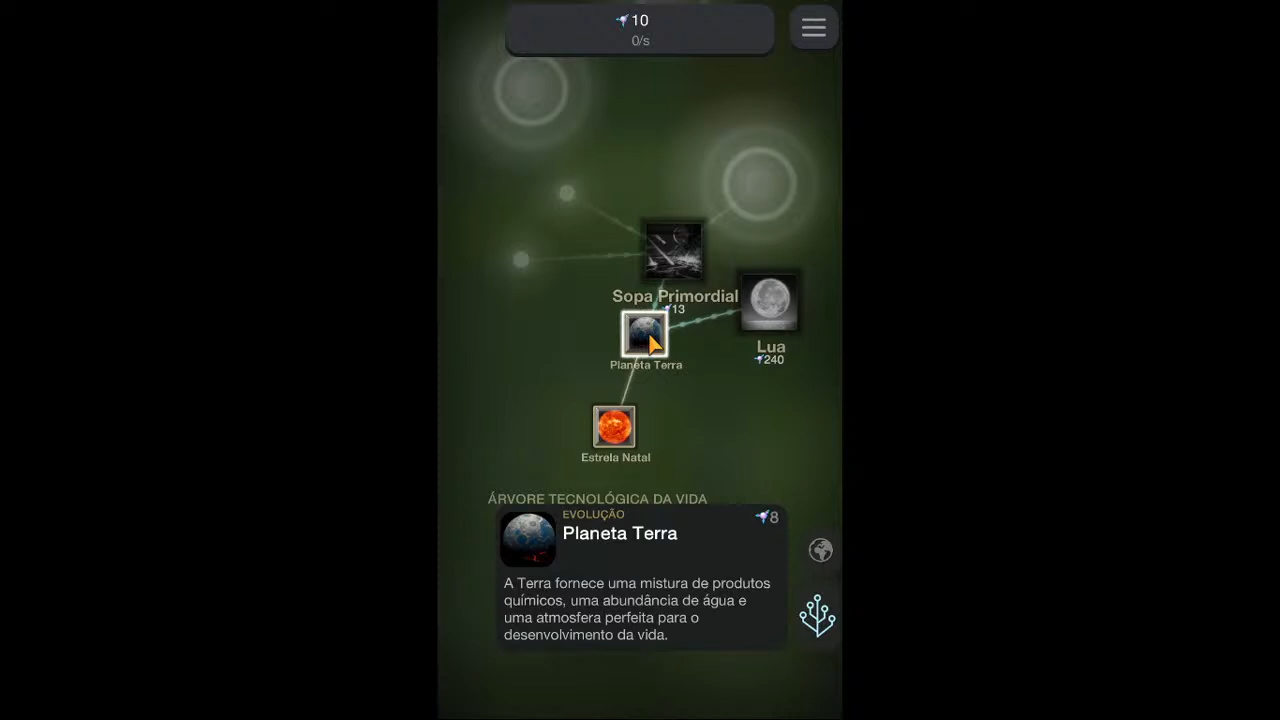 10
0/s
Sopa Primordial
13
Planeta Terra
Lua
240
Estrela Natal
ÁRVORE TECNOLÓGICA DA VIDA
EVOLUÇÃO
8
Planeta Terra
A Terra fornece uma mistura de produtos
químicos, uma abundância de água e
uma atmosfera perfeita para o
desenvolvimento da vida.